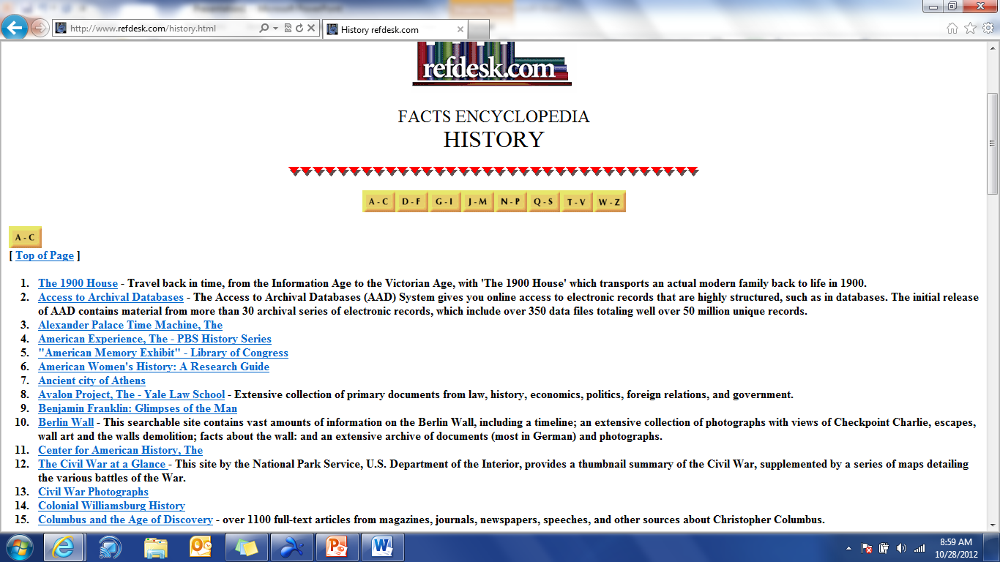 http://www.refdesk.com/history.html
History refdesk.com
refdesk.com
FACTS ENCYCLOPEDIA
HISTORY
A - C D - F G - I J - M N - P Q - S T - V W - Z
A - C
[ Top of Page ]
1. The 1900 House - Travel back in time, from the Information Age to the Victorian Age, with 'The 1900 House' which transports an actual modern family back to life in 1900.
2. Access to Archival Databases - The Access to Archival Databases (AAD) System gives you online access to electronic records that are highly structured, such as in databases. The initial release
of AAD contains material from more than 30 archival series of electronic records, which include over 350 data files totaling well over 50 million unique records.
3. Alexander Palace Time Machine, The
4. American Experience, The - PBS History Series
5. "American Memory Exhibit" - Library of Congress
6. American Women's History: A Research Guide
7. Ancient city of Athens
8. Avalon Project, The - Yale Law School - Extensive collection of primary documents from law, history, economics, politics, foreign relations, and government.
9. Benjamin Franklin: Glimpses of the Man
10. Berlin Wall - This searchable site contains vast amounts of information on the Berlin Wall, including a timeline; an extensive collection of photographs with views of Checkpoint Charlie, escapes,
wall art and the walls demolition; facts about the wall: and an extensive archive of documents (most in German) and photographs.
11. Center for American History, The
12. The Civil War at a Glance - This site by the National Park Service, U.S. Department of the Interior, provides a thumbnail summary of the Civil War, supplemented by a series of maps detailing
the various battles of the War.
13. Civil War Photographs
14. Colonial Williamsburg History
15. Columbus and the Age of Discovery - over 1100 full-text articles from magazines, journals, newspapers, speeches, and other sources about Christopher Columbus.
8:59 AM
10/28/2012